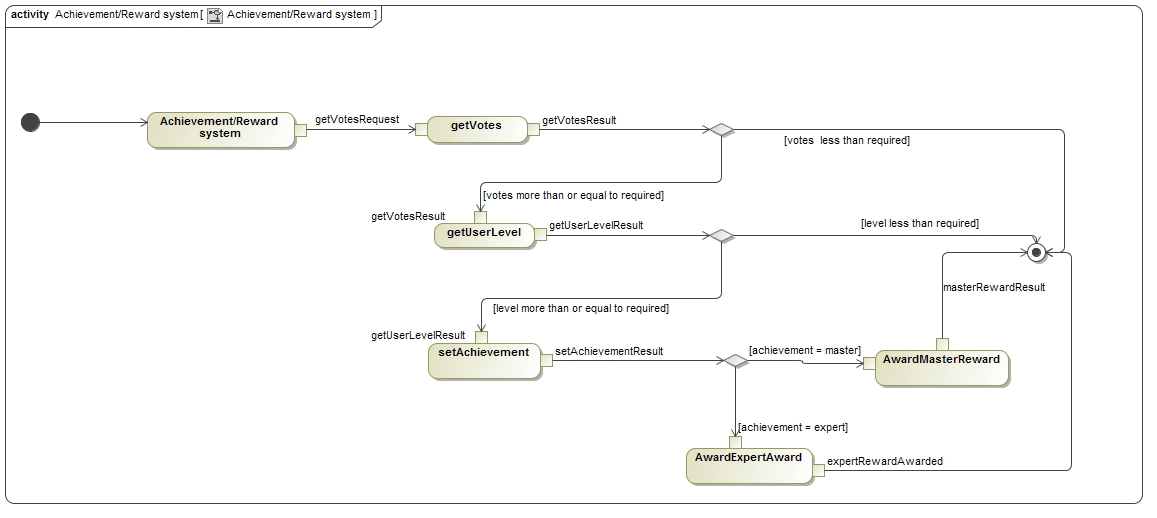 activity Achievement/Reward system [ Achievement/Reward system ]
Achievement/Reward
system
getVotesRequest
getVotes
getVotesResult
[votes less than required]
[votes more than or equal to required]
getVotesResult
getUserLevel
getUserLevelResult
[level less than required]
masterRewardResult
[level more than or equal to required]
getUserLevelResult
setAchievement
setAchievementResult
[achievement = master]
AwardMasterReward
[achievement = expert]
AwardExpertAward
expertRewardAwarded